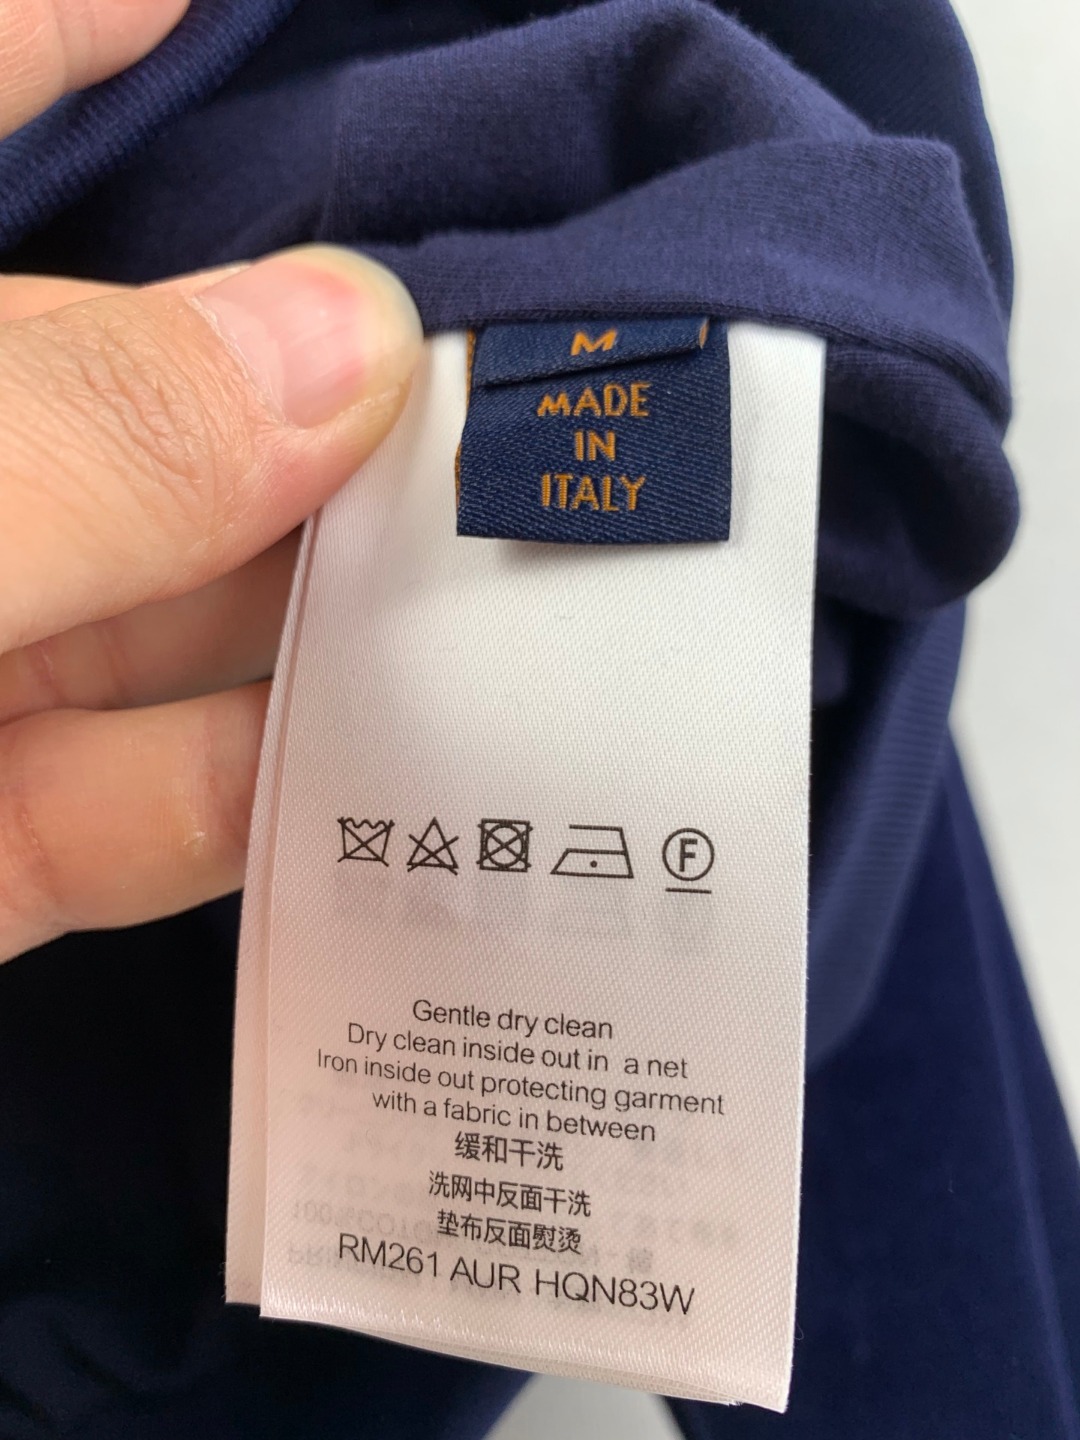 M
MADE
IN
ITALY
F
Gentle dry clean
Dry clean inside out in a net
Iron inside out protecting garment
with a fabric in between
缓和干洗
洗网中反面干洗
垫布反面熨烫
RM261 AUR HQN83W